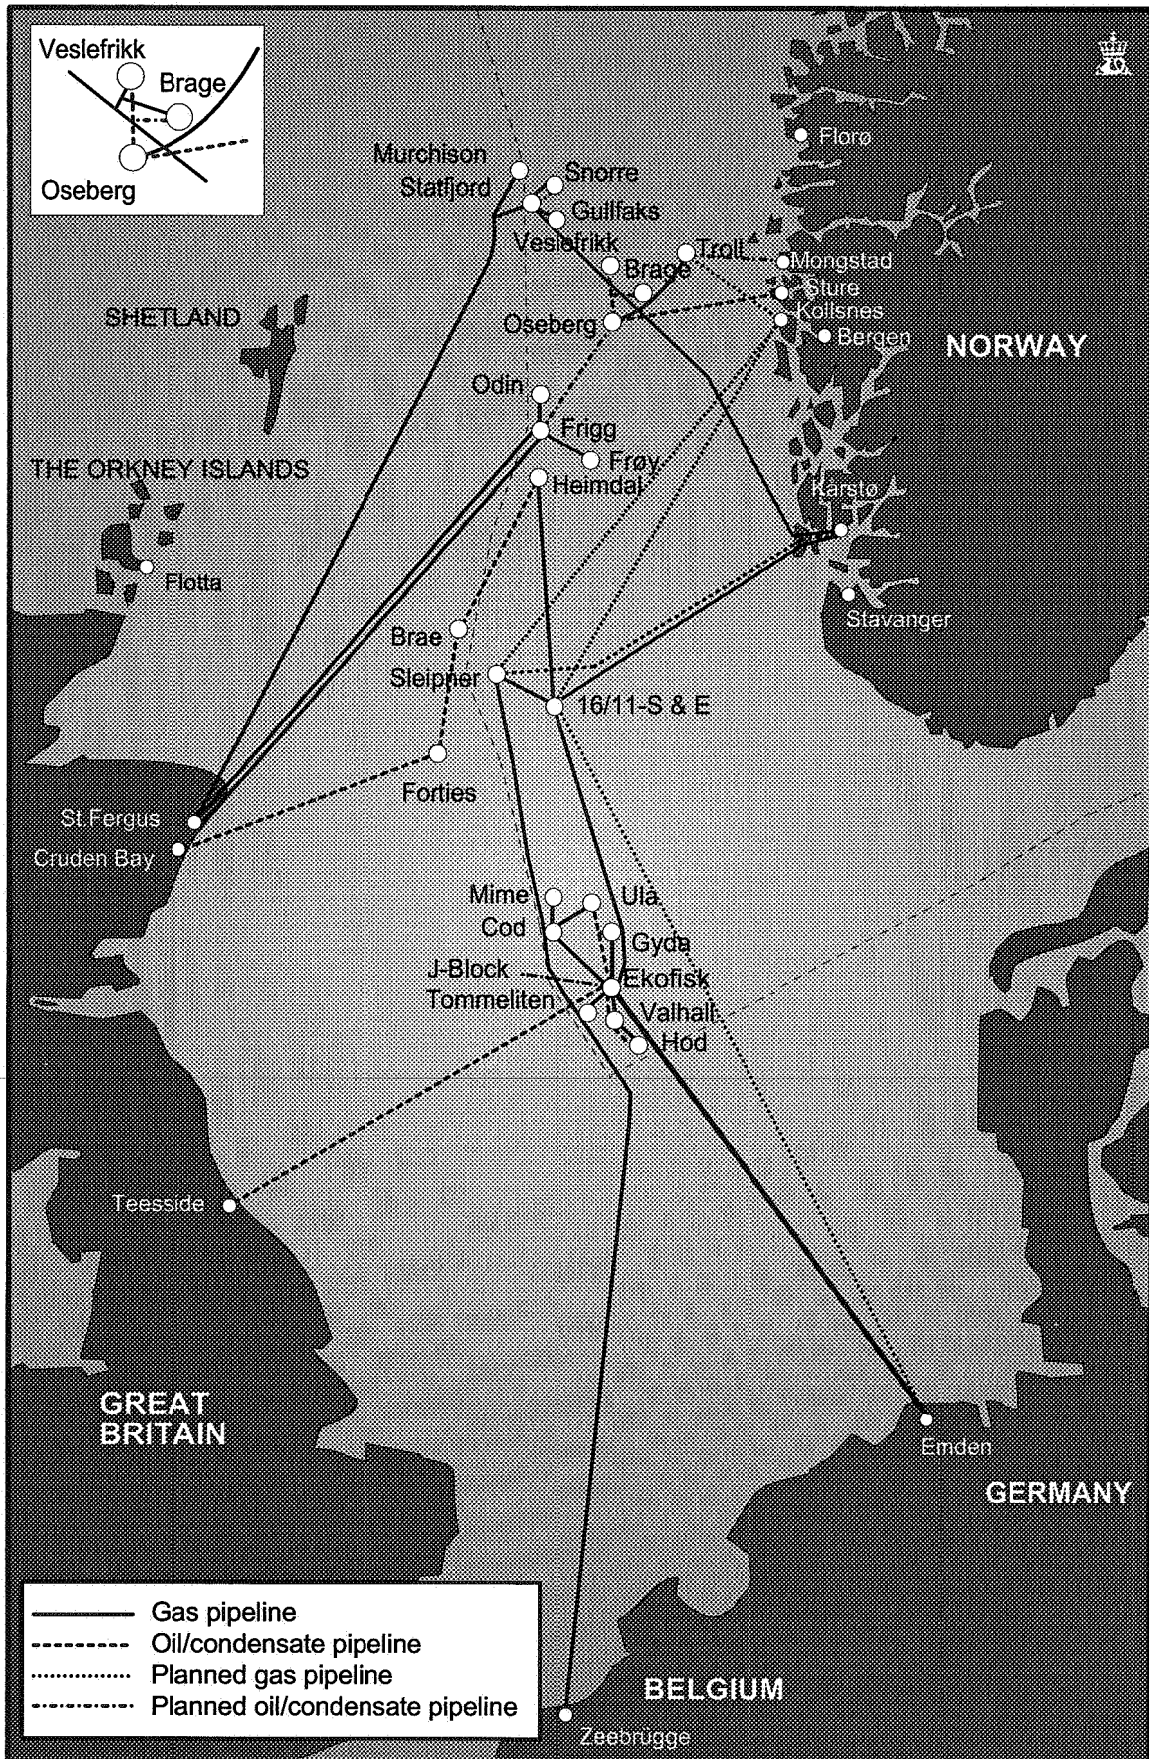 Veslefrikk
Brage
Oseberg
Florø
Murchison
Snorre
Statfjord
Gullfaks
Veslefrikk
Troll
Mongstad
Brage
Sture
SHETLAND
Kollsnes
Oseberg
Bergen
NORWAY
Odin
Frigg
THE ORKNEY ISLANDS
Frøy
Heimdal
Kårstø
Flotta
Stavanger
Brae
Sleipner
16/11-S & E
Forties
St Fergus
Cruden Bay
Mime
Ula
Cod
Gyda
J-Block
Ekofisk
Tommeliten
Valhall
Hod
Teesside
GREAT
BRITAIN
Emden
GERMANY
Gas pipeline
Oil/condensate pipeline
Planned gas pipeline
Planned oil/condensate pipeline
BELGIUM
Zeebrügge